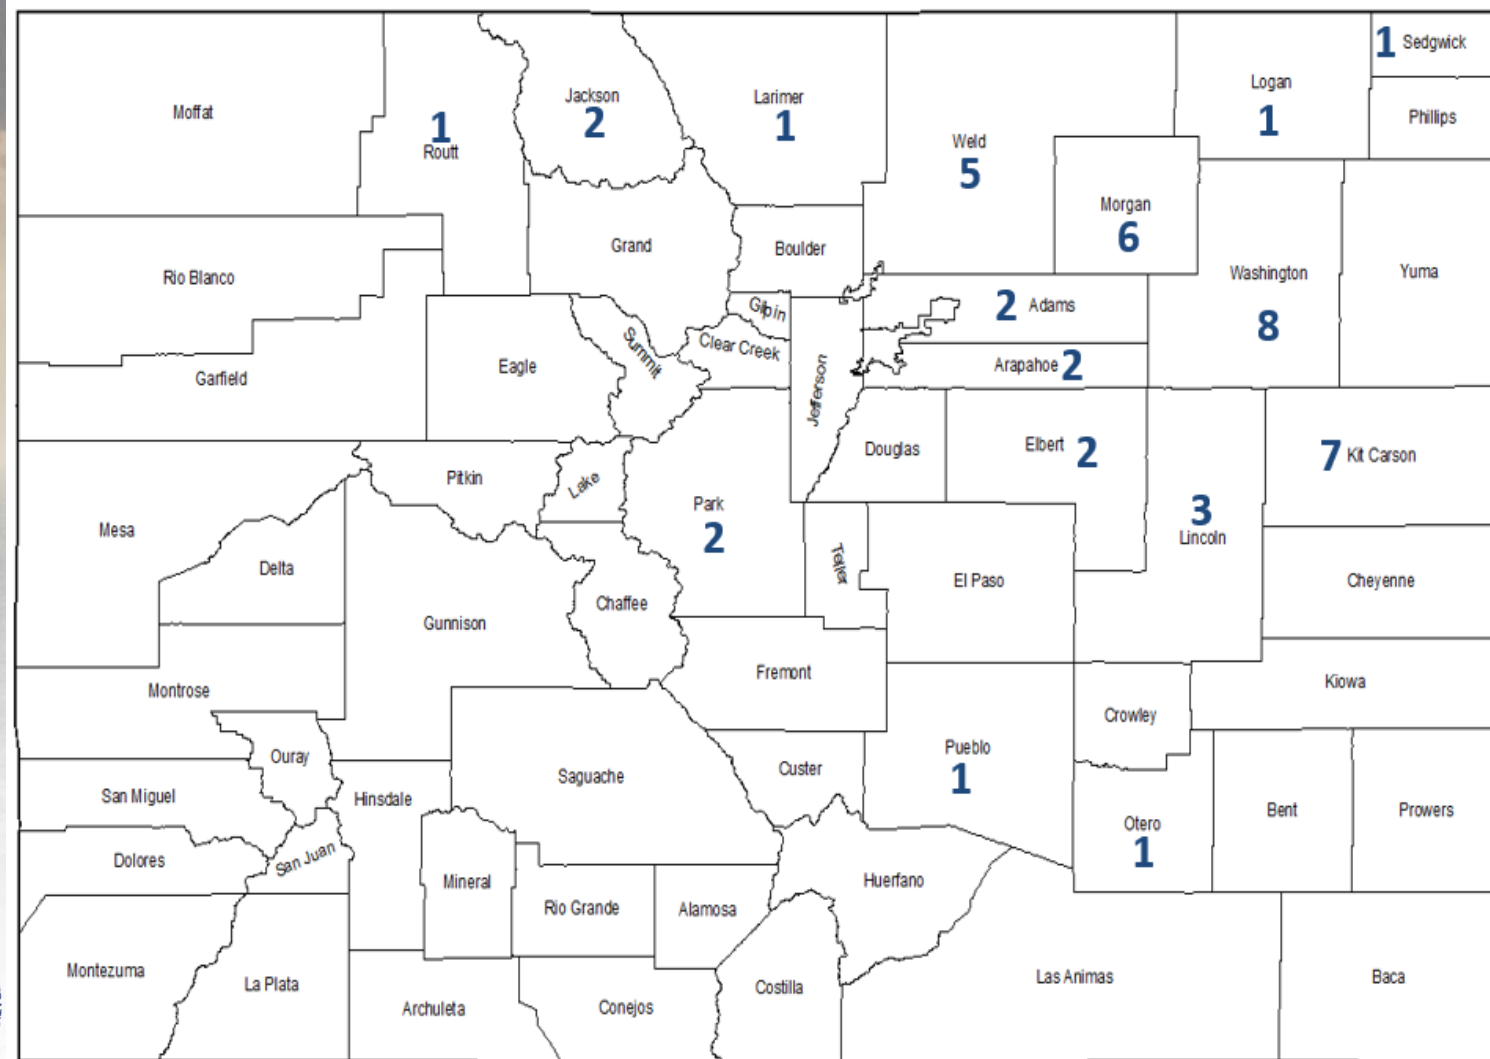 1 Sedgwick
Logan
1
Jackson
2
Larimer
1
Moffat
1
Routt
Phillips
Weld
5
Morgan
6
Grand
Boulder
Rio Blanco
Washington
8
Yuma
Gilpin
2 Adams
Clear Creek
Summit
Eagle
Garfield
Jefferson
Arapahoe 2
Douglas
Elbert 2
7 Kit Carson
Pitkin
Lake
Park
2
3
Lincoln
Mesa
Delta
Teller
El Paso
Cheyenne
Chaffee
Gunnison
Fremont
Kiowa
Montrose
Crowley
Ouray
Pueblo
1
Custer
Saguache
San Miguel
Hinsdale
Otero
1
Bent
Prowers
Dolores
San Juan
Mineral
Huerfano
Rio Grande
Alamosa
Montezuma
La Plata
Costilla
Las Animas
Baca
Archuleta
Conejos